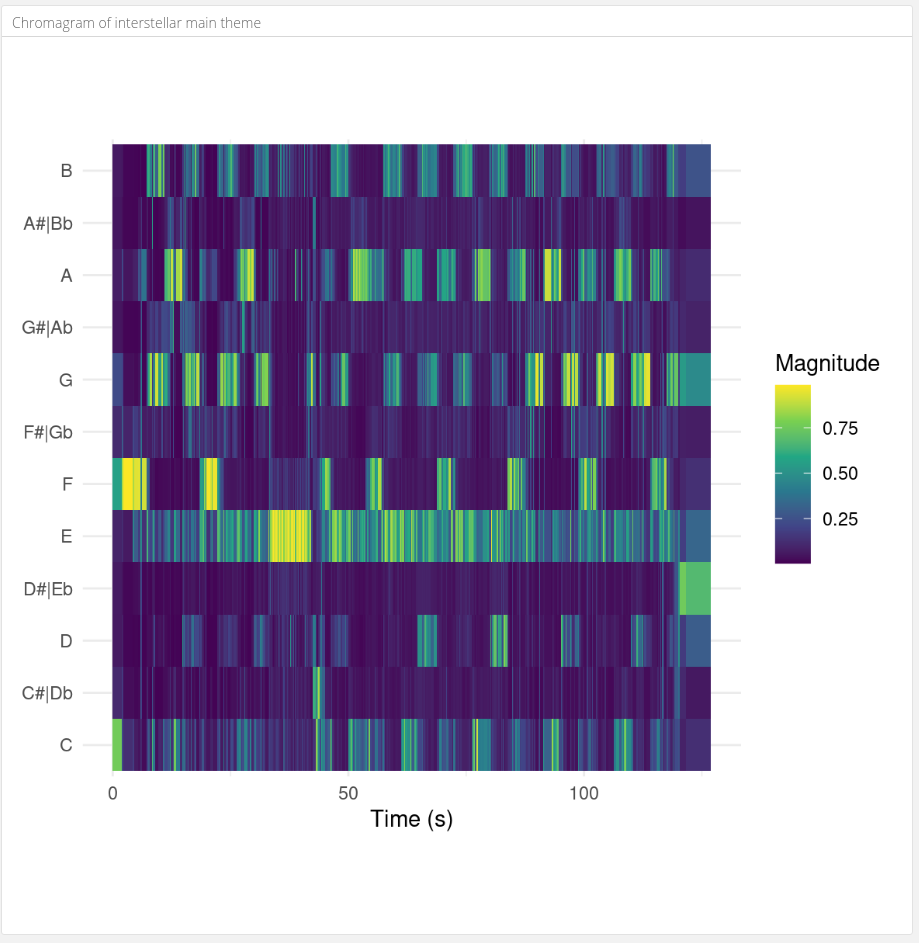 Chromagram of interstellar main theme
B
A#|Bb
A
G#|Ab
G
F#|Gb
F
E
D#|Eb
D
C#|Db
C
0 50 100
Time (s)
Magnitude
0.75
0.50
0.25